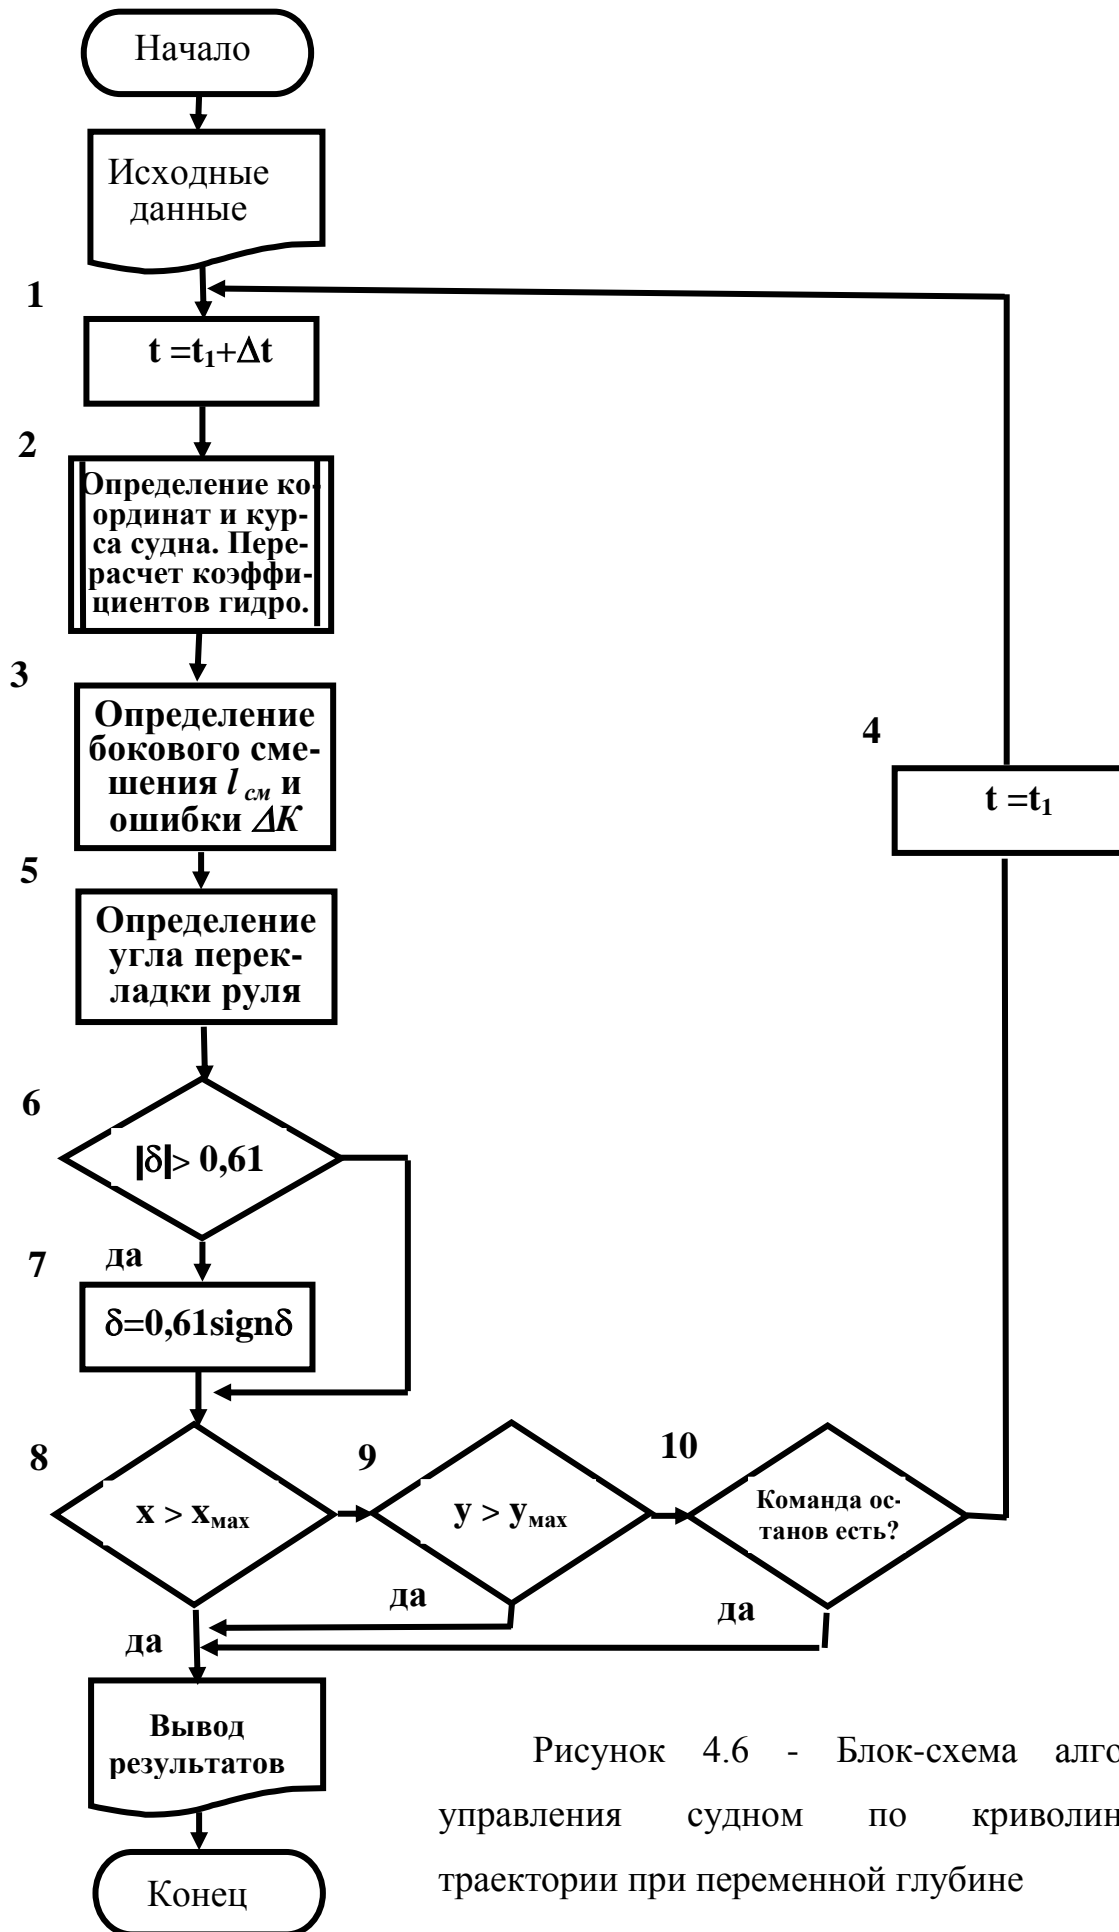 Начало
Исходные
данные
1
t =t₁+Δt
2
Определение ко-
ординат и кур-
са судна. Пере-
расчет коэффи-
циентов гидро.
3
Определение
бокового сме-
шения l см и
ошибки ΔK
4
t =t₁
5
Определение
угла перек-
ладки руля
6
|δ|> 0,61
да
7
δ=0,61signδ
8
x > xмах
9
y > yмах
10
Команда ос-
танов есть?
да
да
да
Вывод
результатов
Конец
Рисунок 4.6 - Блок-схема алго
управления судном по криволин
траектории при переменной глубине